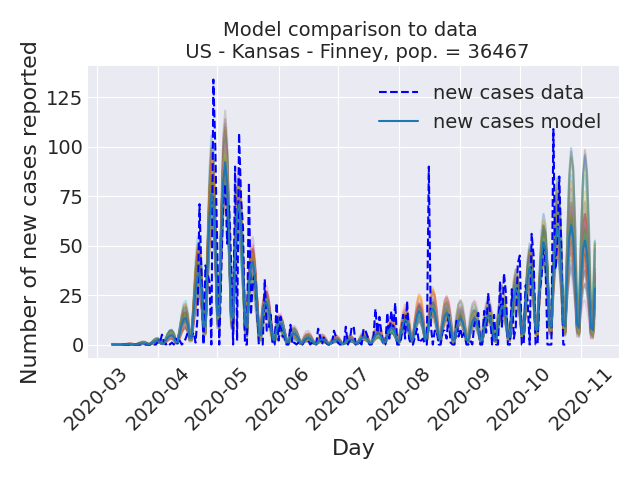 Model comparison to data
US - Kansas - Finney, pop. = 36467
Number of new cases reported
125
100
75
50
25
0
new cases data
new cases model
2020-03
2020-04
2020-05
2020-06
2020-07
2020-08
2020-09
2020-10
2020-11
Day